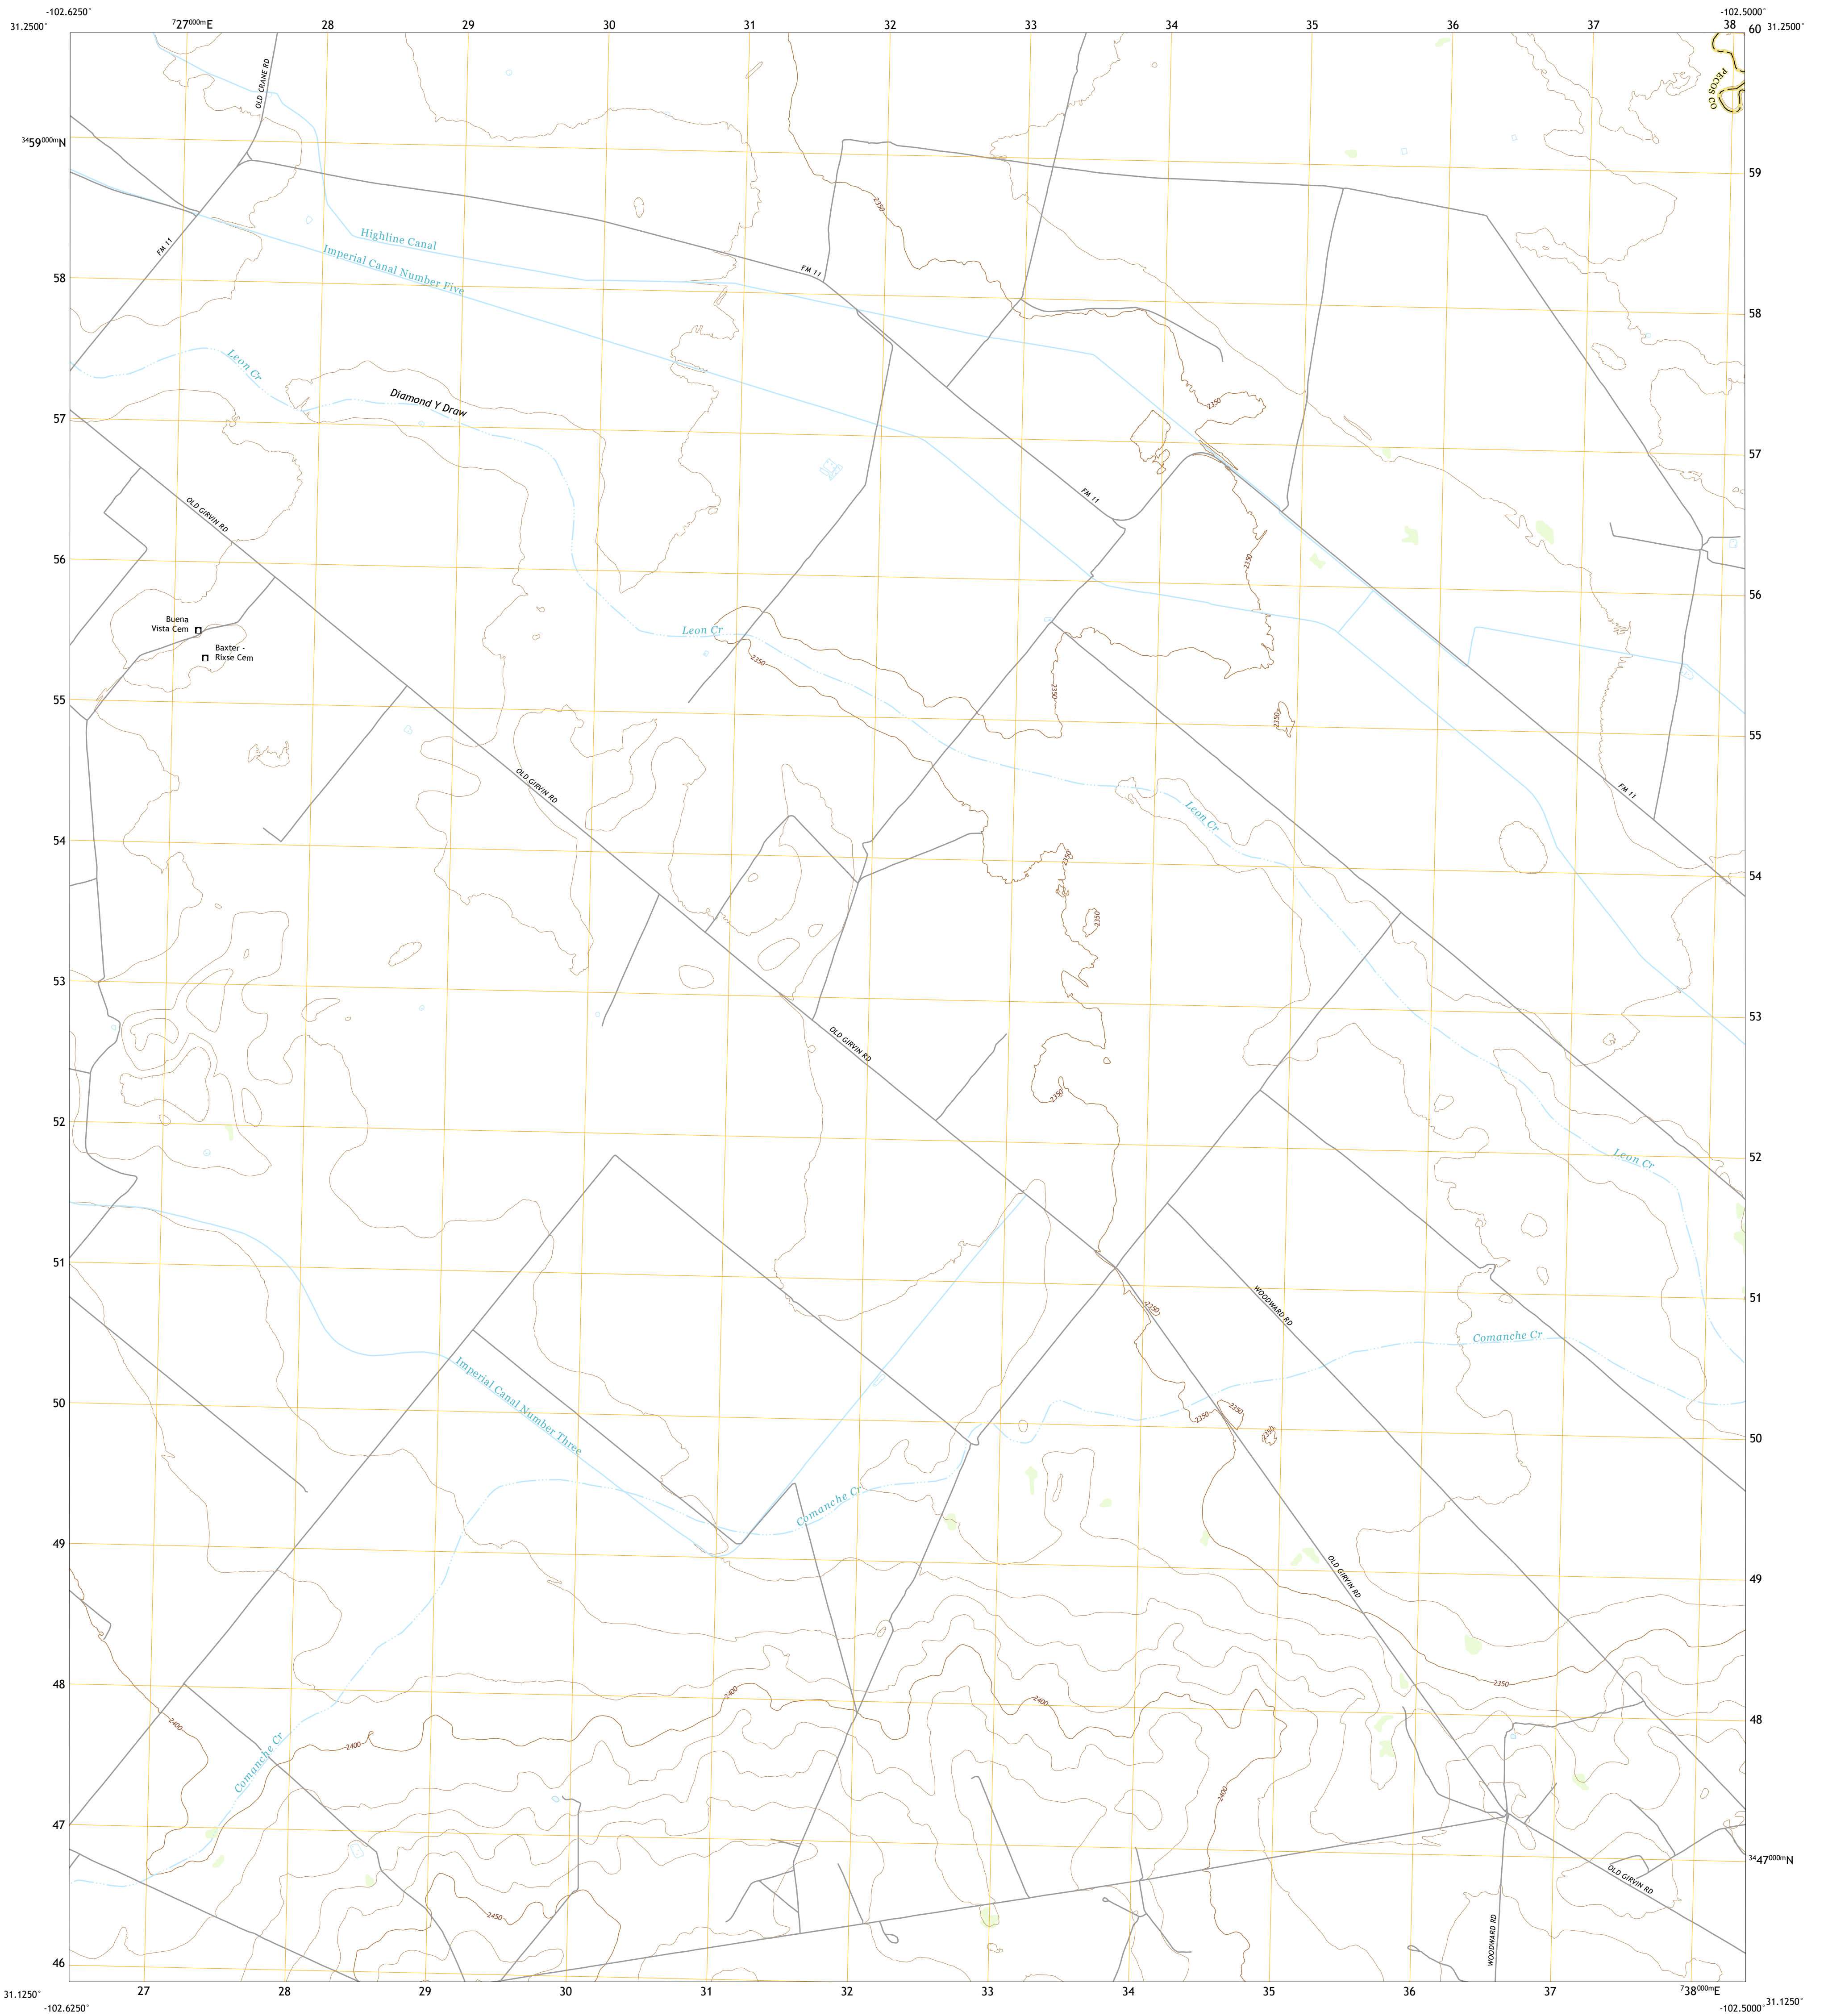 -102.6250°
-102.5000°
31.2500°
⁷27⁰⁰⁰ᵐE
28
29
30
31
32
33
34
35
36
37
38
60
31.2500°
OLD CRANE RD
PECOS CO
³⁴59⁰⁰⁰ᵐN
59
2350
FM 11
Highline Canal
Imperial Canal Number Five
FM 11
58
58
Leon Cr
Diamond Y Draw
2350
57
57
OLD GIRVIN RD
FM 11
2350
56
56
Buena
Vista Cem
Baxter -
Rixse Cem
Leon Cr
2350
2350
2350
55
55
OLD GIRVIN RD
Leon Cr
FM 11
54
54
2350
2350
53
53
OLD GIRVIN RD
2350
52
52
Leon Cr
51
51
WOODWARD RD
2350
Comanche Cr
Imperial Canal Number Three
50
50
2350
2350
2350
Comanche Cr
49
49
OLD GIRVIN RD
48
48
2400
2400
2350
2400
2400
Comanche Cr
2400
47
³⁴47⁰⁰⁰ᵐN
OLD GIRVIN RD
2450
WOODWARD RD
46
31.1250°
27
28
29
30
31
32
33
34
35
36
37
⁷38⁰⁰⁰ᵐE
31.1250°
-102.6250°
-102.5000°